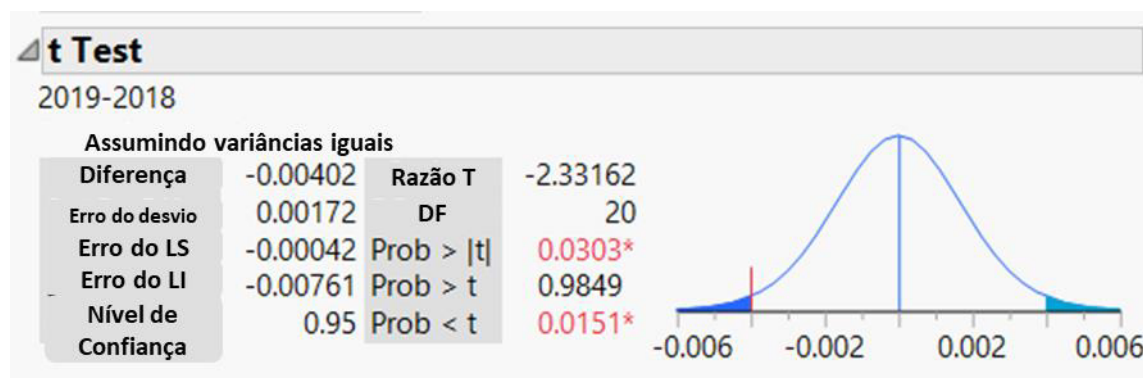 t Test
2019-2018
Assumindo variâncias iguais
Diferença -0.00402 Razão T -2.33162
Erro do desvio 0.00172 DF 20
Erro do LS -0.00042 Prob > |t| 0.0303*
Erro do LI -0.00761 Prob > t 0.9849
Nível de
Confiança 0.95 Prob < t 0.0151*
-0.006 -0.002 0.002 0.006